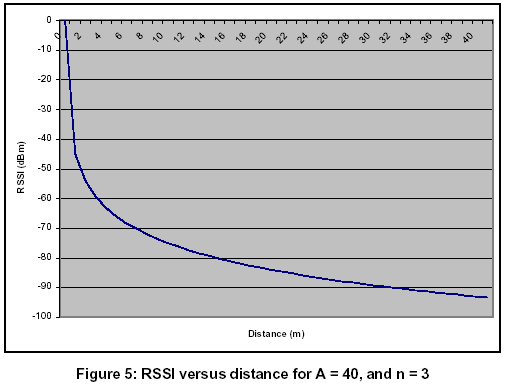 0
-10
-20
-30
-40
-50
-60
-70
-80
-90
-100
0 2 4 6 8 10 12 14 16 18 20 22 24 26 28 30 32 34 36 38 40
RSSI (dBm)
Distance (m)
Figure 5: RSSI versus distance for A = 40, and n = 3